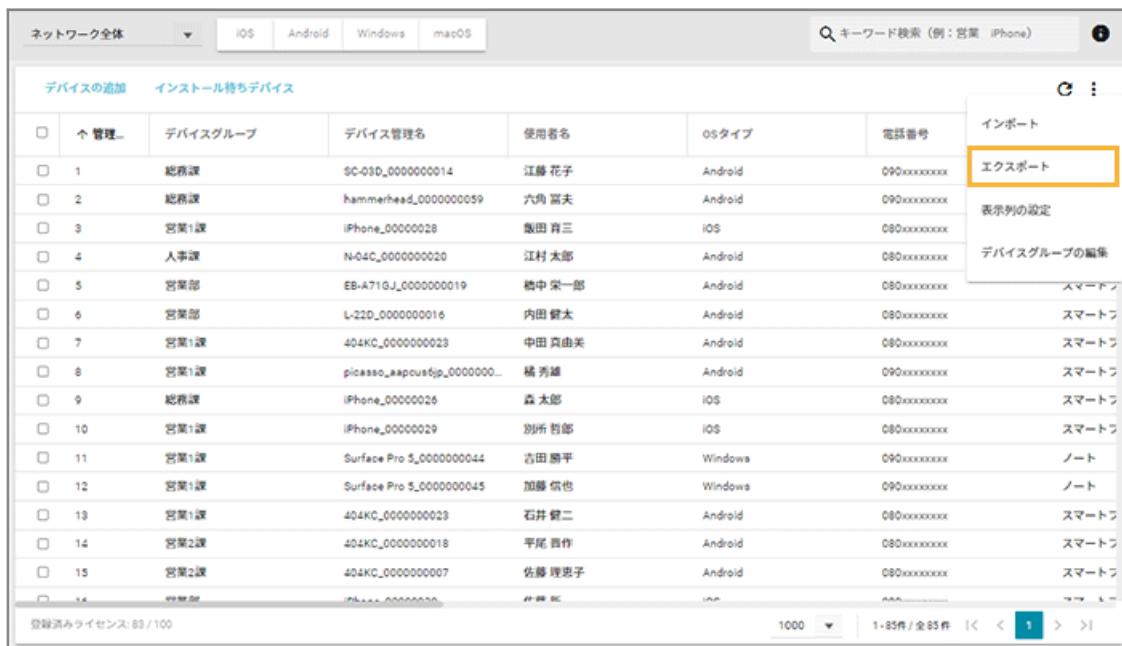 ネットワーク全体 iOS Android Windows macOS キーワード検索（例：営業 iPhone）
デバイスの追加 インストール待ちデバイス
管理... デバイスグループ デバイス管理名 使用者名 OSタイプ 電話番号
インポート
エクスポート
表示列の設定
デバイスグループの編集
1 総務課 SC-03D_0000000014 江藤 花子 Android 090xxxxxxxx
2 総務課 hammerhead_0000000059 六角 冨夫 Android 090xxxxxxxx
3 営業1課 iPhone_00000028 飯田 育三 iOS 080xxxxxxxx
4 人事課 N-04C_0000000020 江村 太郎 Android 080xxxxxxxx
5 営業部 EB-A71GJ_0000000019 橋中 栄一郎 Android 080xxxxxxxx スマートフ
6 営業部 L-22D_0000000016 内田 健太 Android 080xxxxxxxx スマートフ
7 営業1課 404KC_0000000023 中田 真由美 Android 080xxxxxxxx スマートフ
8 営業1課 picasso_aapcus6jp_0000000... 橘 秀雄 Android 090xxxxxxxx スマートフ
9 総務課 iPhone_00000026 森 太郎 iOS 080xxxxxxxx スマートフ
10 営業1課 iPhone_00000029 別所 哲郎 iOS 080xxxxxxxx スマートフ
11 営業1課 Surface Pro 5_0000000044 吉田 勝平 Windows 090xxxxxxxx ノート
12 営業1課 Surface Pro 5_0000000045 加藤 信也 Windows 090xxxxxxxx ノート
13 営業1課 404KC_0000000023 石井 健二 Android 080xxxxxxxx スマートフ
14 営業2課 404KC_0000000018 平尾 晋作 Android 080xxxxxxxx スマートフ
15 営業2課 404KC_0000000007 佐藤 理恵子 Android 080xxxxxxxx スマートフ
登録済みライセンス: 83 / 100 1000 1-85件 / 全 85 件 1